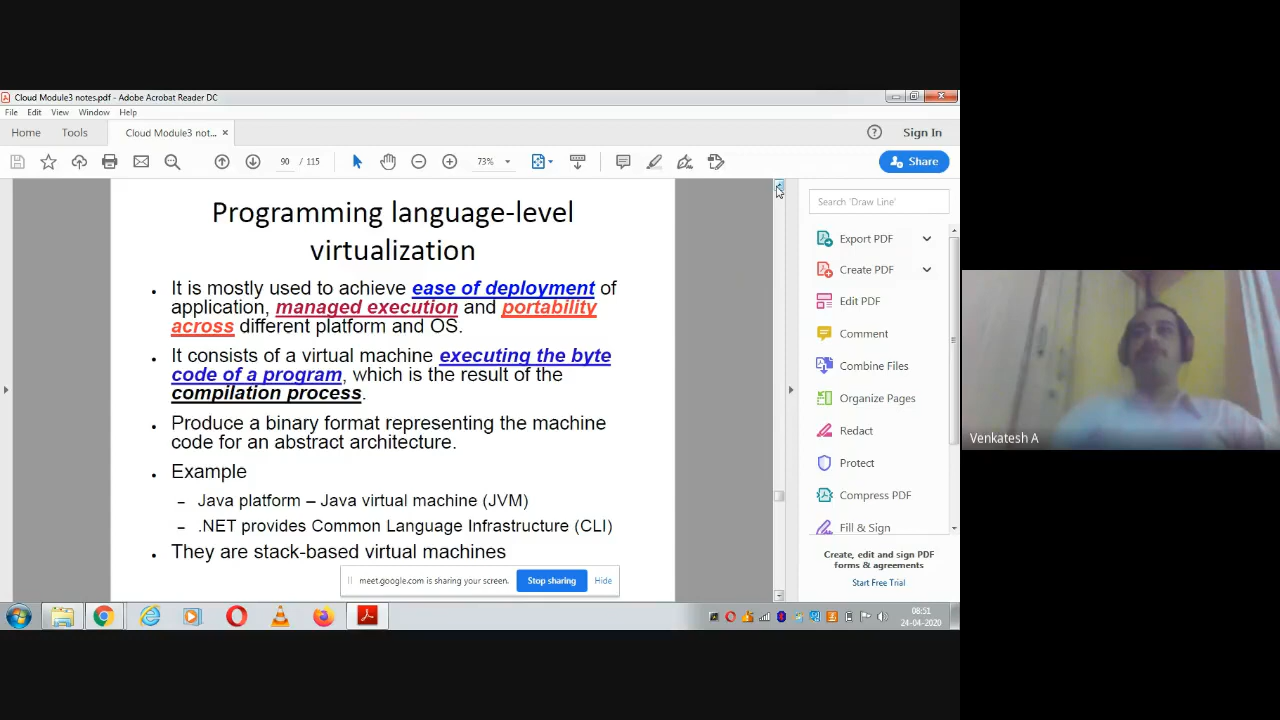 Cloud Module3 notes.pdf - Adobe Acrobat Reader DC
File Edit View Window Help
Home Tools Cloud Module3 not... × Sign In
90 / 115 73% Share
Programming language-level
virtualization
• It is mostly used to achieve ease of deployment of
application, managed execution and portability
across different platform and OS.
• It consists of a virtual machine executing the byte
code of a program, which is the result of the
compilation process.
• Produce a binary format representing the machine
code for an abstract architecture.
• Example
– Java platform – Java virtual machine (JVM)
– .NET provides Common Language Infrastructure (CLI)
• They are stack-based virtual machines
meet.google.com is sharing your screen. Stop sharing Hide
Search 'Draw Line'
Export PDF
Create PDF
Edit PDF
Comment
Combine Files
Organize Pages
Redact
Protect
Compress PDF
Fill & Sign
Create, edit and sign PDF
forms & agreements
Start Free Trial
08:51
24-04-2020
Venkatesh A